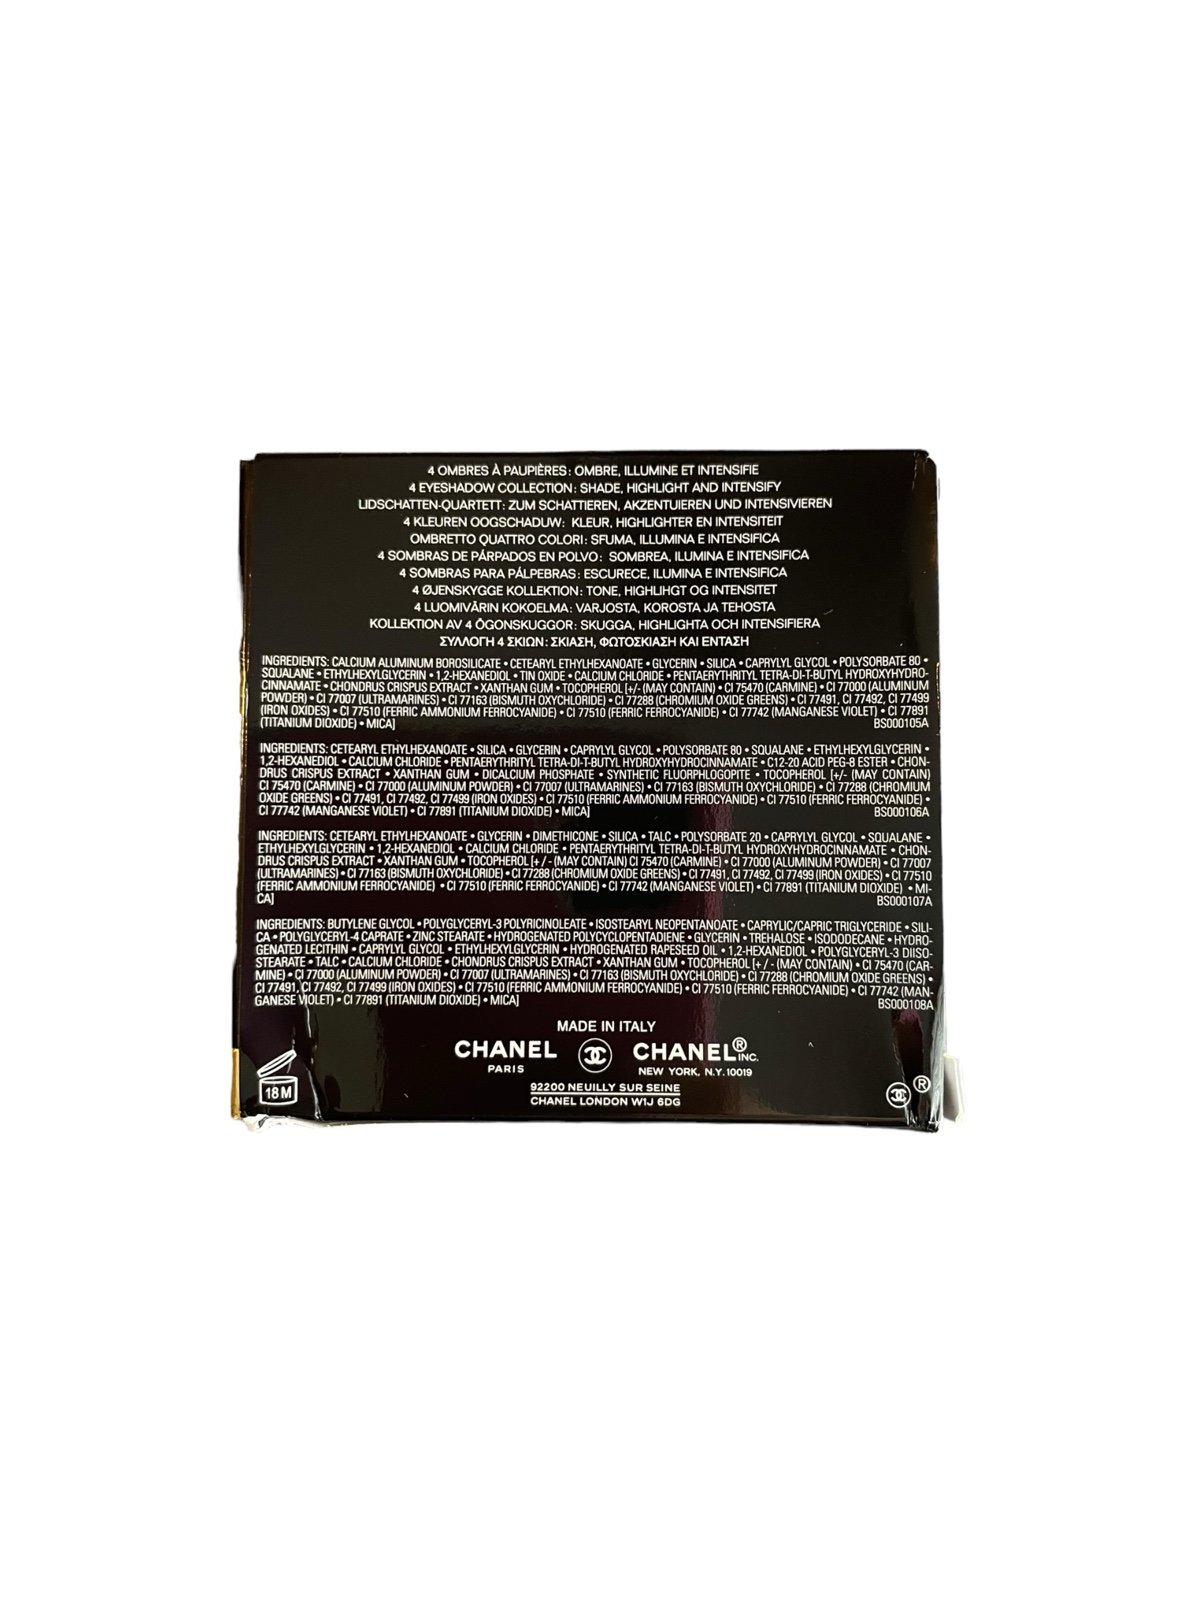 4 OMBRES À PAUPIÈRES: OMBRE, ILLUMINE ET INTENSIFIE
4 EYESHADOW COLLECTION: SHADE, HIGHLIGHT AND INTENSIFY
LIDSCHATTEN-QUARTETT: ZUM SCHATTIEREN, AKZENTUIEREN UND INTENSIVIEREN
4 KLEUREN OOGSCHADUW: KLEUR, HIGHLIGHTER EN INTENSITEIT
OMBRETTO QUATTRO COLORI: SFUMA, ILLUMINA E INTENSIFICA
4 SOMBRAS DE PÁRPADOS EN POLVO: SOMBREA, ILUMINA E INTENSIFICA
4 SOMBRAS PARA PÁLPEBRAS: ESCURECE, ILUMINA E INTENSIFICA
4 ØJENSKYGGE KOLLEKTION: TONE, HIGHLIHGT OG INTENSITET
4 LUOMIVÄRIN KOKOELMA: VARJOSTA, KOROSTA JA TEHOSTA
KOLLEKTION AV 4 ÖGONSKUGGOR: SKUGGA, HIGHLIGHTA OCH INTENSIFIERA
ΣΥΛΛΟΓΗ 4 ΣΚΙΩΝ: ΣΚΙΑΣΗ, ΦΩΤΟΣΚΙΑΣΗ ΚΑΙ ΕΝΤΑΣΗ
INGREDIENTS: CALCIUM ALUMINUM BOROSILICATE • CETEARYL ETHYLHEXANOATE • GLYCERIN • SILICA • CAPRYLYL GLYCOL • POLYSORBATE 80 •
SQUALANE • ETHYLHEXYLGLYCERIN • 1,2-HEXANEDIOL • TIN OXIDE • CALCIUM CHLORIDE • PENTAERYTHRITYL TETRA-DI-T-BUTYL HYDROXYHYDRO-
CINNAMATE • CHONDRUS CRISPUS EXTRACT • XANTHAN GUM • TOCOPHEROL [+/- (MAY CONTAIN) • CI 75470 (CARMINE) • CI 77000 (ALUMINUM
POWDER) • CI 77007 (ULTRAMARINES) • CI 77163 (BISMUTH OXYCHLORIDE) • CI 77288 (CHROMIUM OXIDE GREENS) • CI 77491, CI 77492, CI 77499
(IRON OXIDES) • CI 77510 (FERRIC AMMONIUM FERROCYANIDE) • CI 77510 (FERRIC FERROCYANIDE) • CI 77742 (MANGANESE VIOLET) • CI 77891
(TITANIUM DIOXIDE) • MICA] BS000105A
INGREDIENTS: CETEARYL ETHYLHEXANOATE • SILICA • GLYCERIN • CAPRYLYL GLYCOL • POLYSORBATE 80 • SQUALANE • ETHYLHEXYLGLYCERIN •
1,2-HEXANEDIOL • CALCIUM CHLORIDE • PENTAERYTHRITYL TETRA-DI-T-BUTYL HYDROXYHYDROCINNAMATE • C12-20 ACID PEG-8 ESTER • CHON-
DRUS CRISPUS EXTRACT • XANTHAN GUM • DICALCIUM PHOSPHATE • SYNTHETIC FLUORPHLOGOPITE • TOCOPHEROL [+/- (MAY CONTAIN)
CI 75470 (CARMINE) • CI 77000 (ALUMINUM POWDER) • CI 77007 (ULTRAMARINES) • CI 77163 (BISMUTH OXYCHLORIDE) • CI 77288 (CHROMIUM
OXIDE GREENS) • CI 77491, CI 77492, CI 77499 (IRON OXIDES) • CI 77510 (FERRIC AMMONIUM FERROCYANIDE) • CI 77510 (FERRIC FERROCYANIDE) •
CI 77742 (MANGANESE VIOLET) • CI 77891 (TITANIUM DIOXIDE) • MICA] BS000106A
INGREDIENTS: CETEARYL ETHYLHEXANOATE • GLYCERIN • DIMETHICONE • SILICA • TALC • POLYSORBATE 20 • CAPRYLYL GLYCOL • SQUALANE •
ETHYLHEXYLGLYCERIN • 1,2-HEXANEDIOL • CALCIUM CHLORIDE • PENTAERYTHRITYL TETRA-DI-T-BUTYL HYDROXYHYDROCINNAMATE • CHON-
DRUS CRISPUS EXTRACT • XANTHAN GUM • TOCOPHEROL [+ / - (MAY CONTAIN) CI 75470 (CARMINE) • CI 77000 (ALUMINUM POWDER) • CI 77007
(ULTRAMARINES) • CI 77163 (BISMUTH OXYCHLORIDE) • CI 77288 (CHROMIUM OXIDE GREENS) • CI 77491, CI 77492, CI 77499 (IRON OXIDES) • CI 77510
(FERRIC AMMONIUM FERROCYANIDE) • CI 77510 (FERRIC FERROCYANIDE) • CI 77742 (MANGANESE VIOLET) • CI 77891 (TITANIUM DIOXIDE) • MI-
CA] BS000107A
INGREDIENTS: BUTYLENE GLYCOL • POLYGLYCERYL-3 POLYRICINOLEATE • ISOSTEARYL NEOPENTANOATE • CAPRYLIC/CAPRIC TRIGLYCERIDE • SILI-
CA • POLYGLYCERYL-4 CAPRATE • ZINC STEARATE • HYDROGENATED POLYCYCLOPENTADIENE • GLYCERIN • TREHALOSE • ISODODECANE • HYDRO-
GENATED LECITHIN • CAPRYLYL GLYCOL • ETHYLHEXYLGLYCERIN • HYDROGENATED RAPESEED OIL • 1,2-HEXANEDIOL • POLYGLYCERYL-3 DIISO-
STEARATE • TALC • CALCIUM CHLORIDE • CHONDRUS CRISPUS EXTRACT • XANTHAN GUM • TOCOPHEROL [+ / - (MAY CONTAIN) • CI 75470 (CAR-
MINE) • CI 77000 (ALUMINUM POWDER) • CI 77007 (ULTRAMARINES) • CI 77163 (BISMUTH OXYCHLORIDE) • CI 77288 (CHROMIUM OXIDE GREENS) •
CI 77491, CI 77492, CI 77499 (IRON OXIDES) • CI 77510 (FERRIC AMMONIUM FERROCYANIDE) • CI 77510 (FERRIC FERROCYANIDE) • CI 77742 (MAN-
GANESE VIOLET) • CI 77891 (TITANIUM DIOXIDE) • MICA] BS000108A
MADE IN ITALY
CHANEL CHANEL® INC.
PARIS NEW YORK, N.Y. 10019
92200 NEUILLY SUR SEINE
CHANEL LONDON W1J 6DG
18 M
®